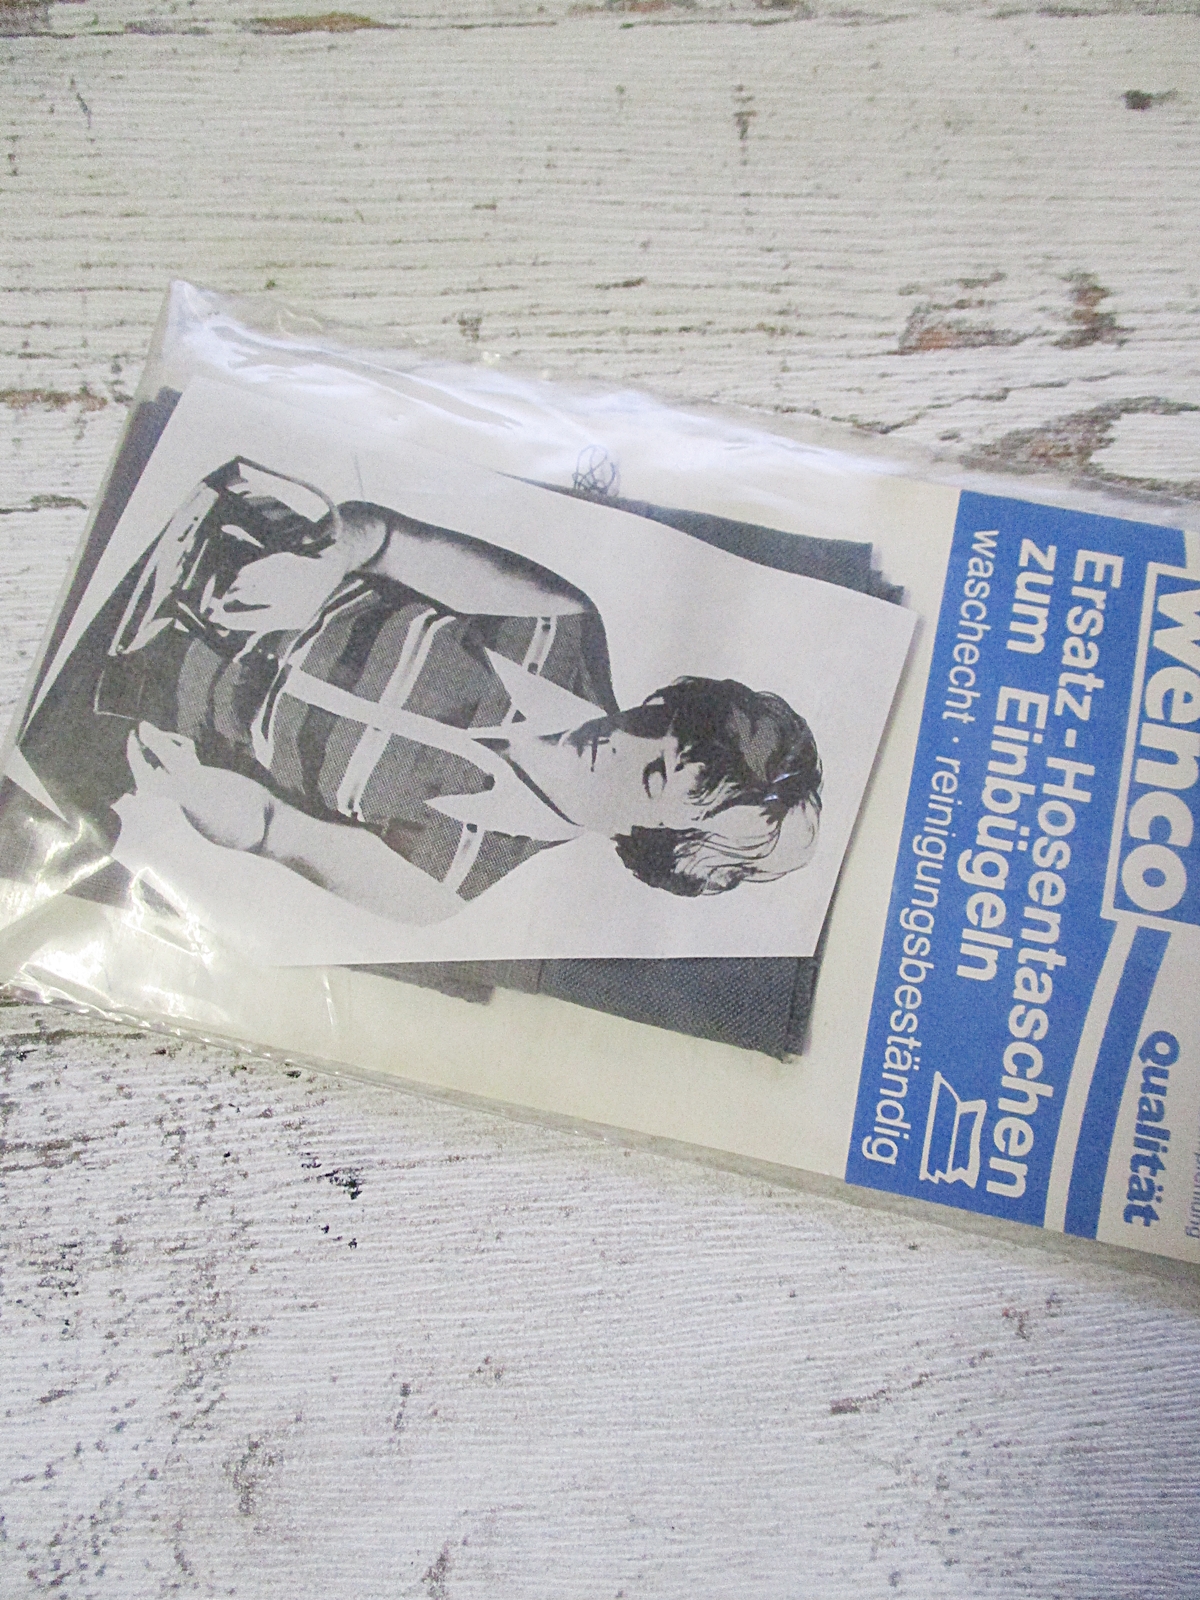 Wenco
Qualität
Ersatz-Hosentaschen
zum Einbügeln
waschecht · reinigungsbeständig